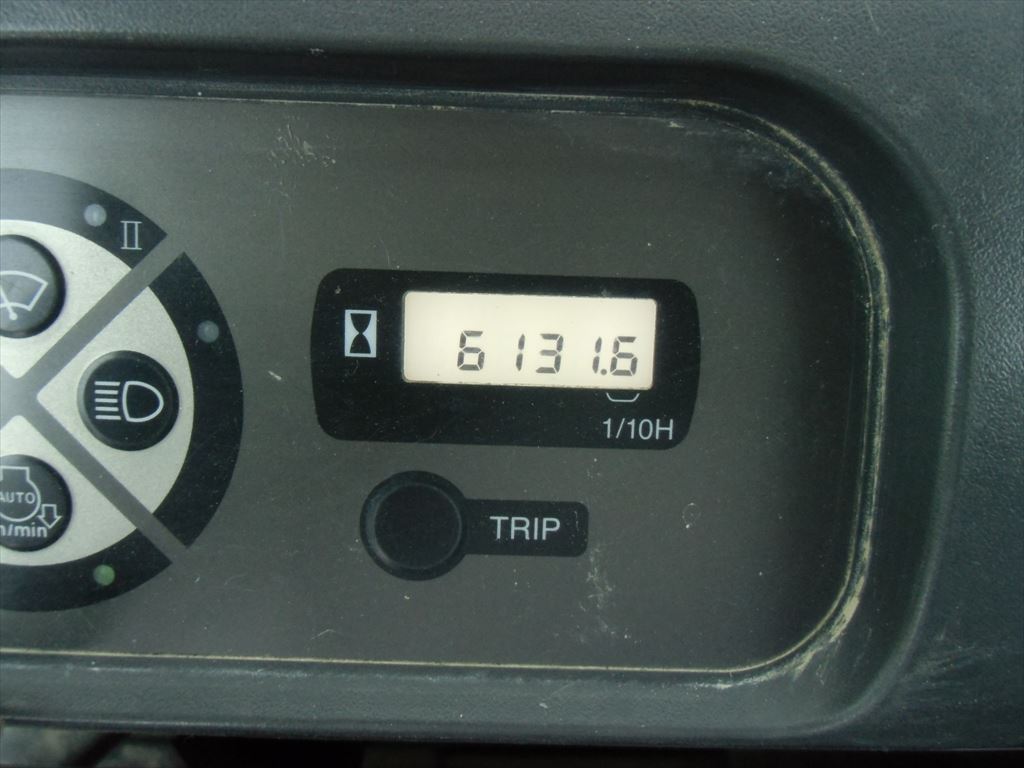 II
6131.6
1/10H
TRIP
AUTO
n/min